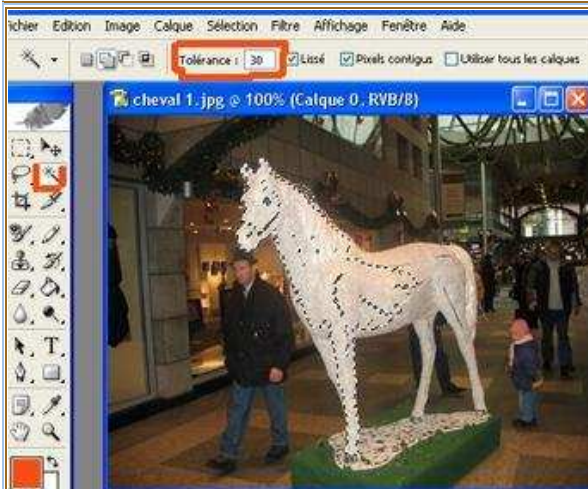 ichier Edition Image Calque Sélection Filtre Affichage Fenêtre Aide
Tolérance : 30 Lissé Pixels contigus Utiliser tous les calques
cheval 1.jpg @ 100% (Calque 0, RVB/8)
T